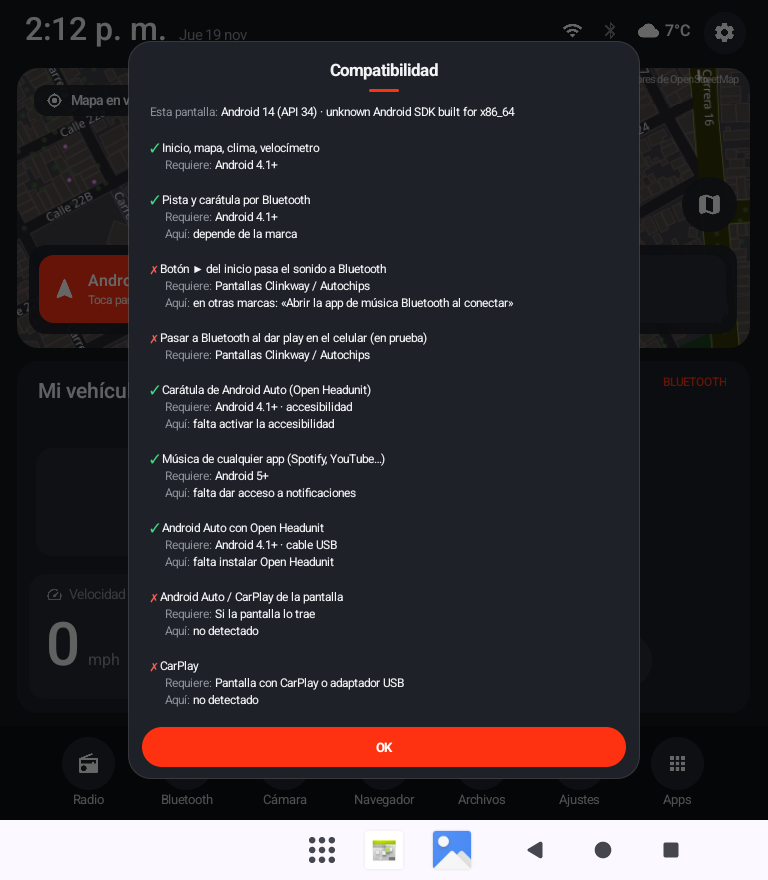 2:12 p. m. Jue 19 nov
7°C
Compatibilidad
Mapa en v
res de OpenStreetMap
Carrera 16
Esta pantalla: Android 14 (API 34) · unknown Android SDK built for x86_64
✓ Inicio, mapa, clima, velocímetro
Requiere: Android 4.1+
✓ Pista y carátula por Bluetooth
Requiere: Android 4.1+
Aquí: depende de la marca
Calle 22B
✗ Botón ► del inicio pasa el sonido a Bluetooth
Requiere: Pantallas Clinkway / Autochips
Aquí: en otras marcas: «Abrir la app de música Bluetooth al conectar»
Andro
Toca pa
✗ Pasar a Bluetooth al dar play en el celular (en prueba)
Requiere: Pantallas Clinkway / Autochips
Mi vehícul
BLUETOOTH
✓ Carátula de Android Auto (Open Headunit)
Requiere: Android 4.1+ · accesibilidad
Aquí: falta activar la accesibilidad
✓ Música de cualquier app (Spotify, YouTube...)
Requiere: Android 5+
Aquí: falta dar acceso a notificaciones
✓ Android Auto con Open Headunit
Requiere: Android 4.1+ · cable USB
Aquí: falta instalar Open Headunit
Velocidad
0 mph
✗ Android Auto / CarPlay de la pantalla
Requiere: Si la pantalla lo trae
Aquí: no detectado
✗ CarPlay
Requiere: Pantalla con CarPlay o adaptador USB
Aquí: no detectado
OK
Radio
Bluetooth
Cámara
Navegador
Archivos
Ajustes
Apps